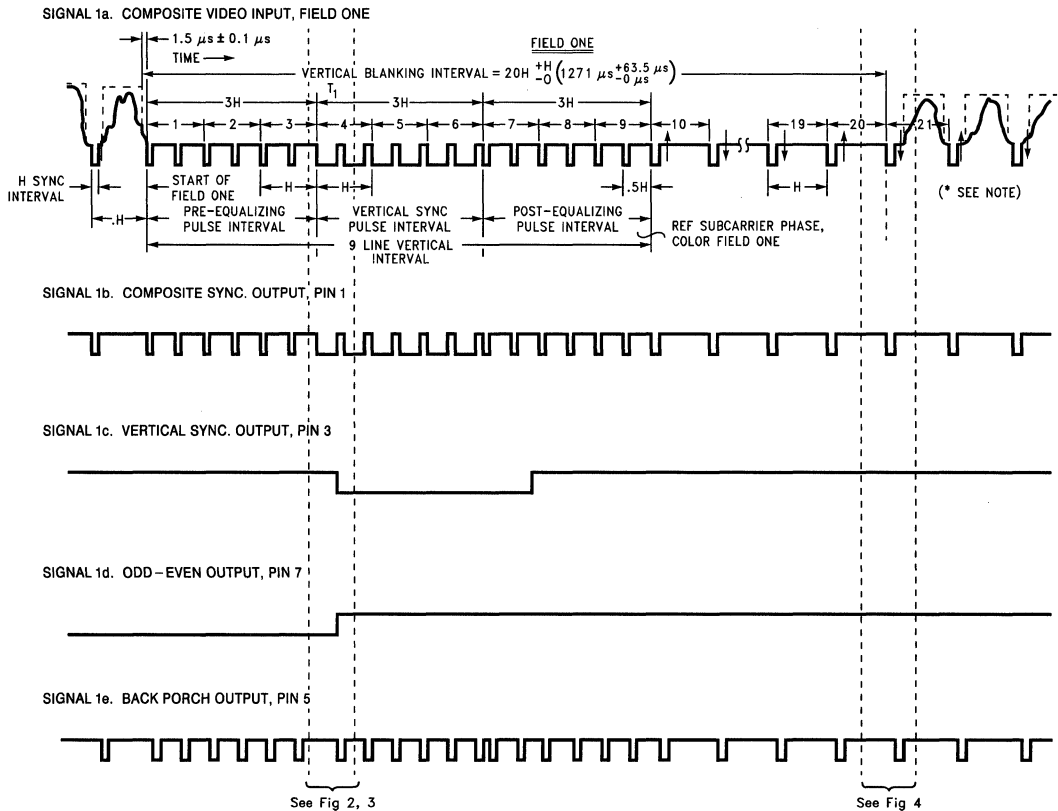 SIGNAL 1a. COMPOSITE VIDEO INPUT, FIELD ONE
1.5 µs ± 0.1 µs
TIME
FIELD ONE
VERTICAL BLANKING INTERVAL = 20H +H -0 (1271 µs +63.5 µs -0 µs)
T1
3H 3H 3H
1 2 3 4 5 6 7 8 9 10 19 20 21
H SYNC INTERVAL
START OF FIELD ONE
H H .5H H
(* SEE NOTE)
.H
PRE-EQUALIZING PULSE INTERVAL
VERTICAL SYNC PULSE INTERVAL
POST-EQUALIZING PULSE INTERVAL
REF SUBCARRIER PHASE, COLOR FIELD ONE
9 LINE VERTICAL INTERVAL
SIGNAL 1b. COMPOSITE SYNC. OUTPUT, PIN 1
SIGNAL 1c. VERTICAL SYNC. OUTPUT, PIN 3
SIGNAL 1d. ODD–EVEN OUTPUT, PIN 7
SIGNAL 1e. BACK PORCH OUTPUT, PIN 5
See Fig 2, 3
See Fig 4